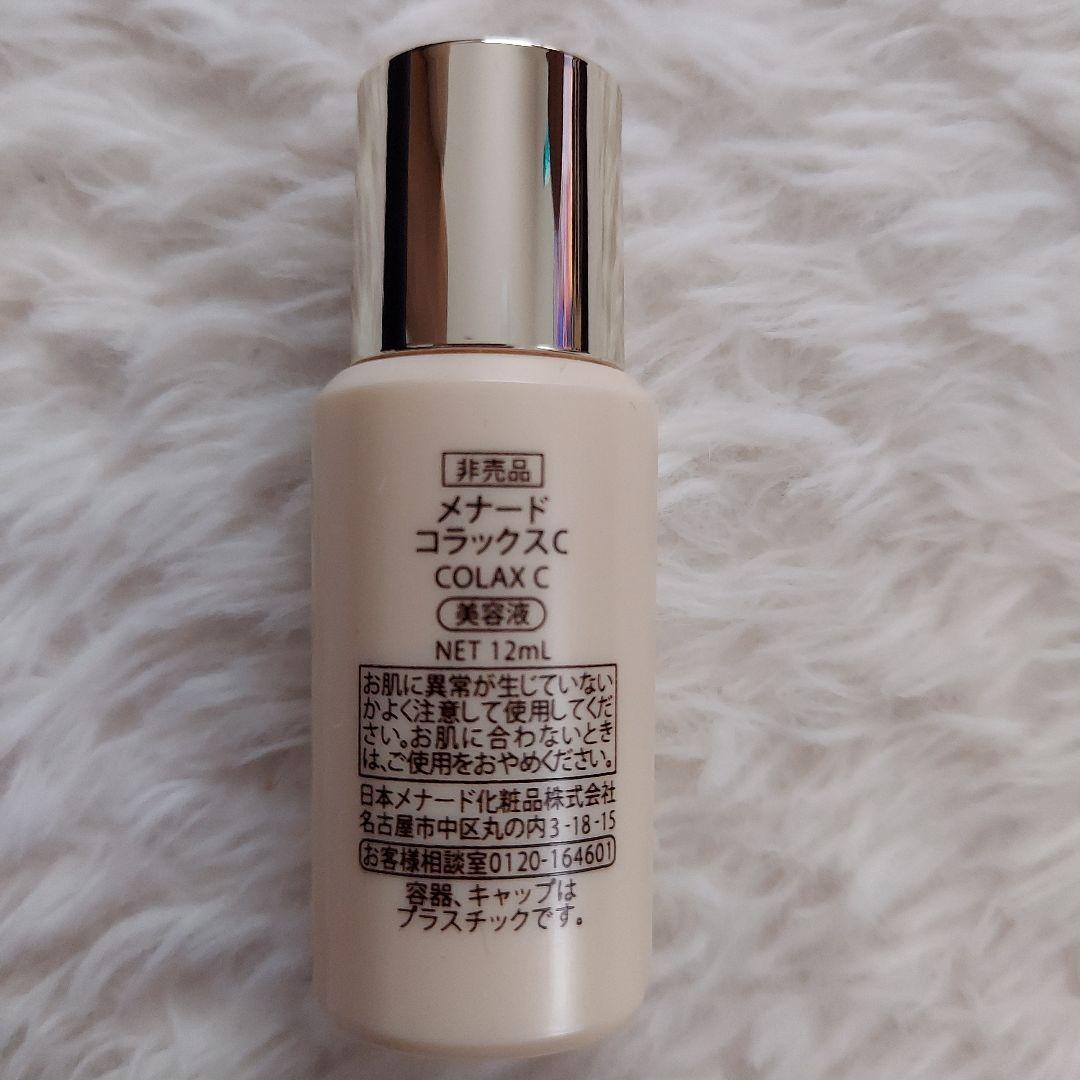 非売品
メナード
コラックスC
COLAX C
美容液
NET 12mL
お肌に異常が生じていない
かよく注意して使用してくだ
さい。お肌に合わないとき
は、ご使用をおやめください。
日本メナード化粧品株式会社
名古屋市中区丸の内3-18-15
お客様相談室0120-164601
容器、キャップは
プラスチックです。